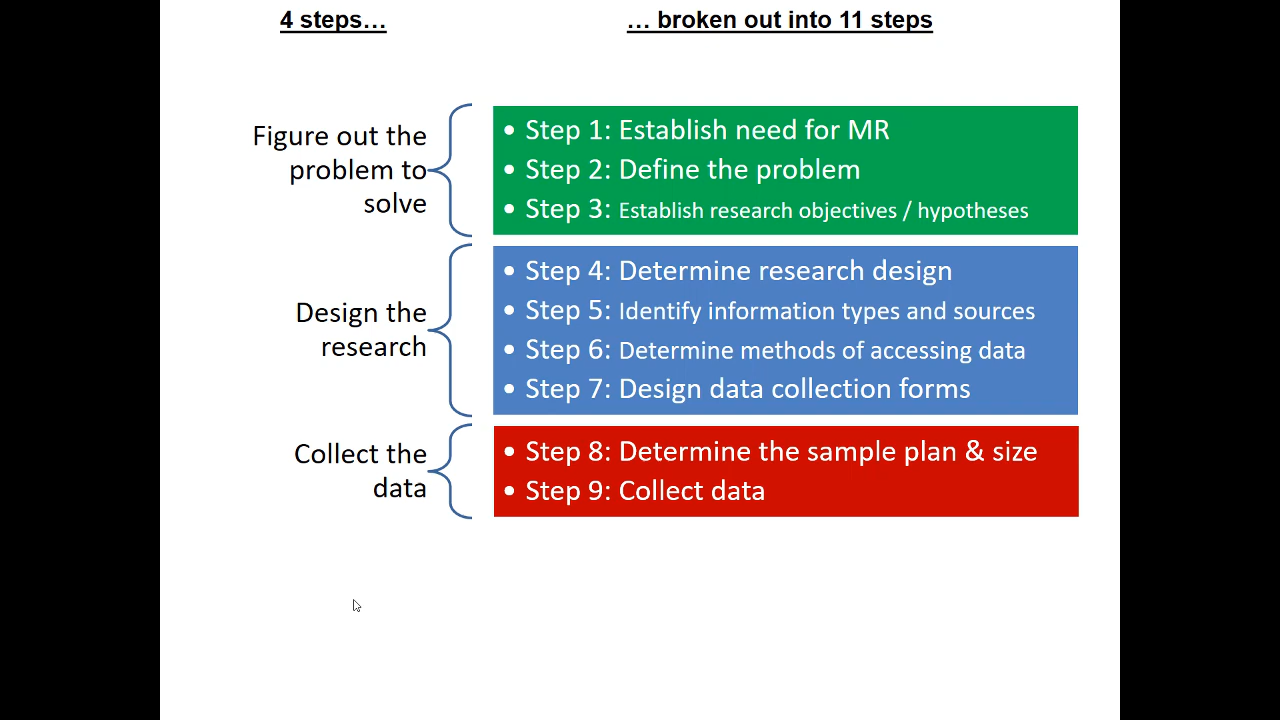 4 steps…
… broken out into 11 steps
Figure out the
problem to
solve
• Step 1: Establish need for MR
• Step 2: Define the problem
• Step 3: Establish research objectives / hypotheses
Design the
research
• Step 4: Determine research design
• Step 5: Identify information types and sources
• Step 6: Determine methods of accessing data
• Step 7: Design data collection forms
Collect the
data
• Step 8: Determine the sample plan & size
• Step 9: Collect data